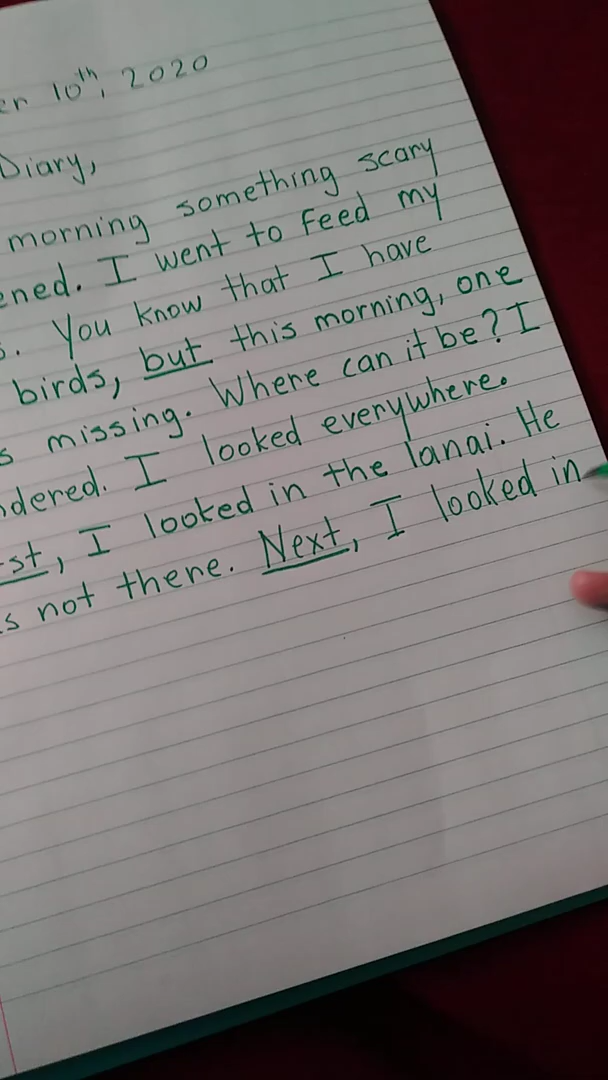 er 10th, 2020
Diary,
morning something scary
ened. I went to feed my
s. You know that I have
birds, but this morning, one
s missing. Where can it be? I
ndered. I looked everywhere.
st, I looked in the lanai. He
s not there. Next, I looked in